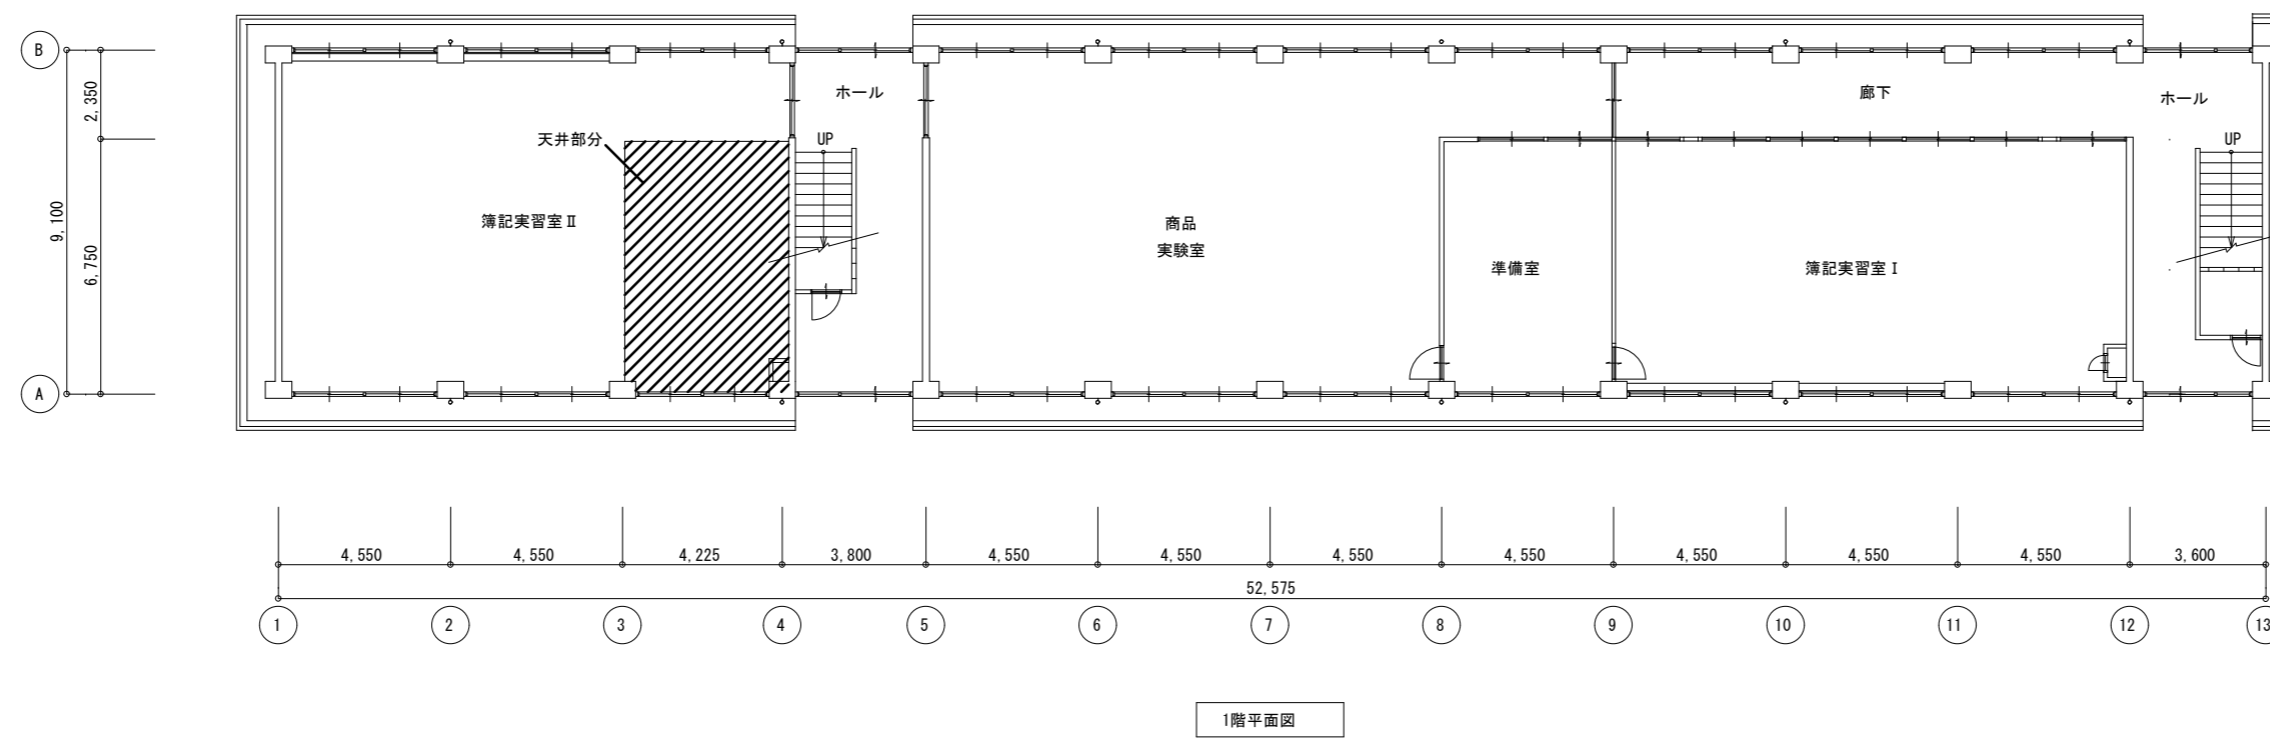 B
2,350
9,100
6,750
A
ホール
廊下
ホール
天井部分
UP
UP
簿記実習室Ⅱ
商品
実験室
準備室
簿記実習室Ⅰ
4,550
4,550
4,225
3,800
4,550
4,550
4,550
4,550
4,550
4,550
4,550
3,600
52,575
1
2
3
4
5
6
7
8
9
10
11
12
13
1階平面図